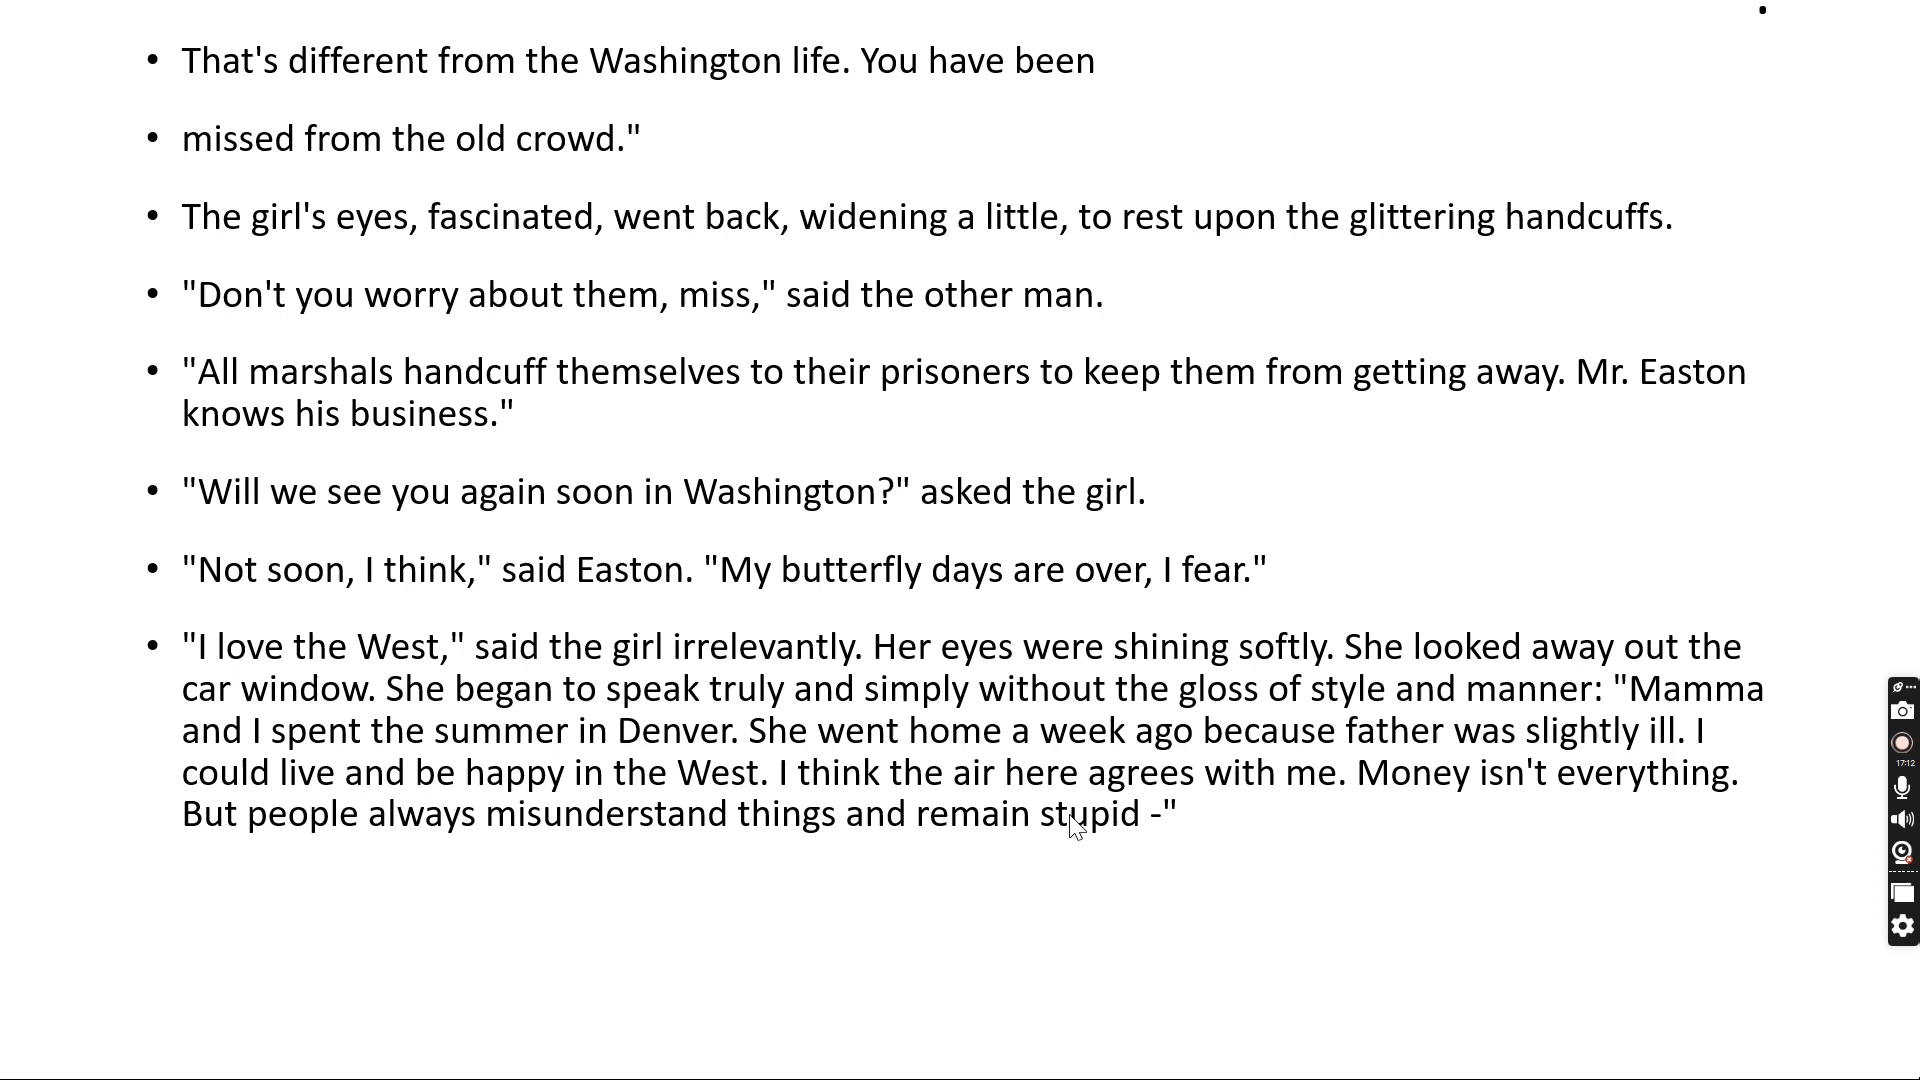 • That's different from the Washington life. You have been
• missed from the old crowd."
• The girl's eyes, fascinated, went back, widening a little, to rest upon the glittering handcuffs.
• "Don't you worry about them, miss," said the other man.
• "All marshals handcuff themselves to their prisoners to keep them from getting away. Mr. Easton
knows his business."
• "Will we see you again soon in Washington?" asked the girl.
• "Not soon, I think," said Easton. "My butterfly days are over, I fear."
• "I love the West," said the girl irrelevantly. Her eyes were shining softly. She looked away out the
car window. She began to speak truly and simply without the gloss of style and manner: "Mamma
and I spent the summer in Denver. She went home a week ago because father was slightly ill. I
could live and be happy in the West. I think the air here agrees with me. Money isn't everything.
But people always misunderstand things and remain stupid -"
17:12